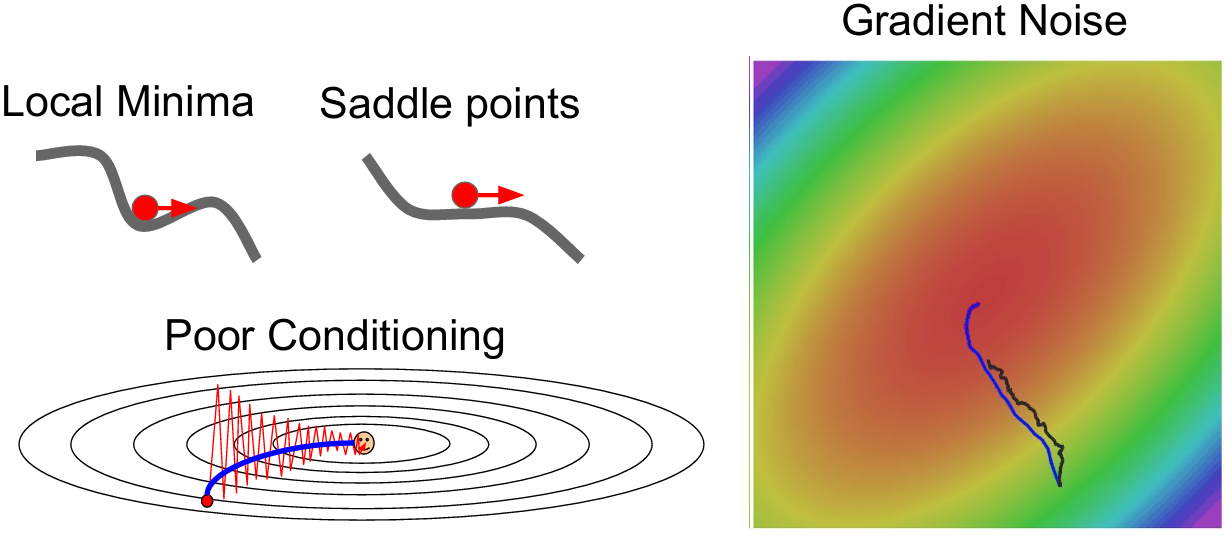 Gradient Noise
Local Minima
Saddle points
Poor Conditioning